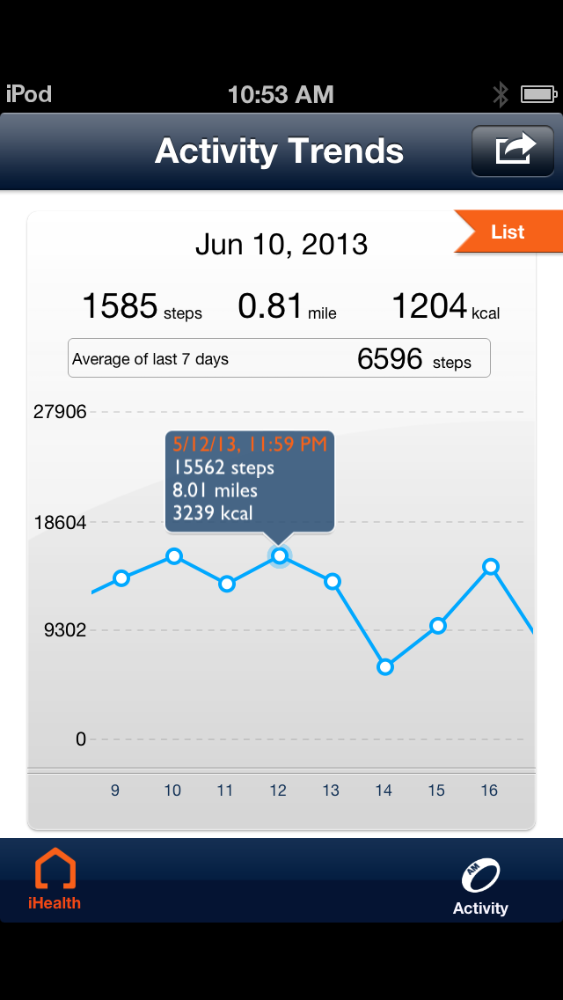 iPod 10:53 AM
Activity Trends
List
Jun 10, 2013
1585 steps 0.81 mile 1204 kcal
Average of last 7 days 6596 steps
27906
5/12/13, 11:59 PM
15562 steps
8.01 miles
3239 kcal
18604
9302
0
9 10 11 12 13 14 15 16
AM
iHealth Activity